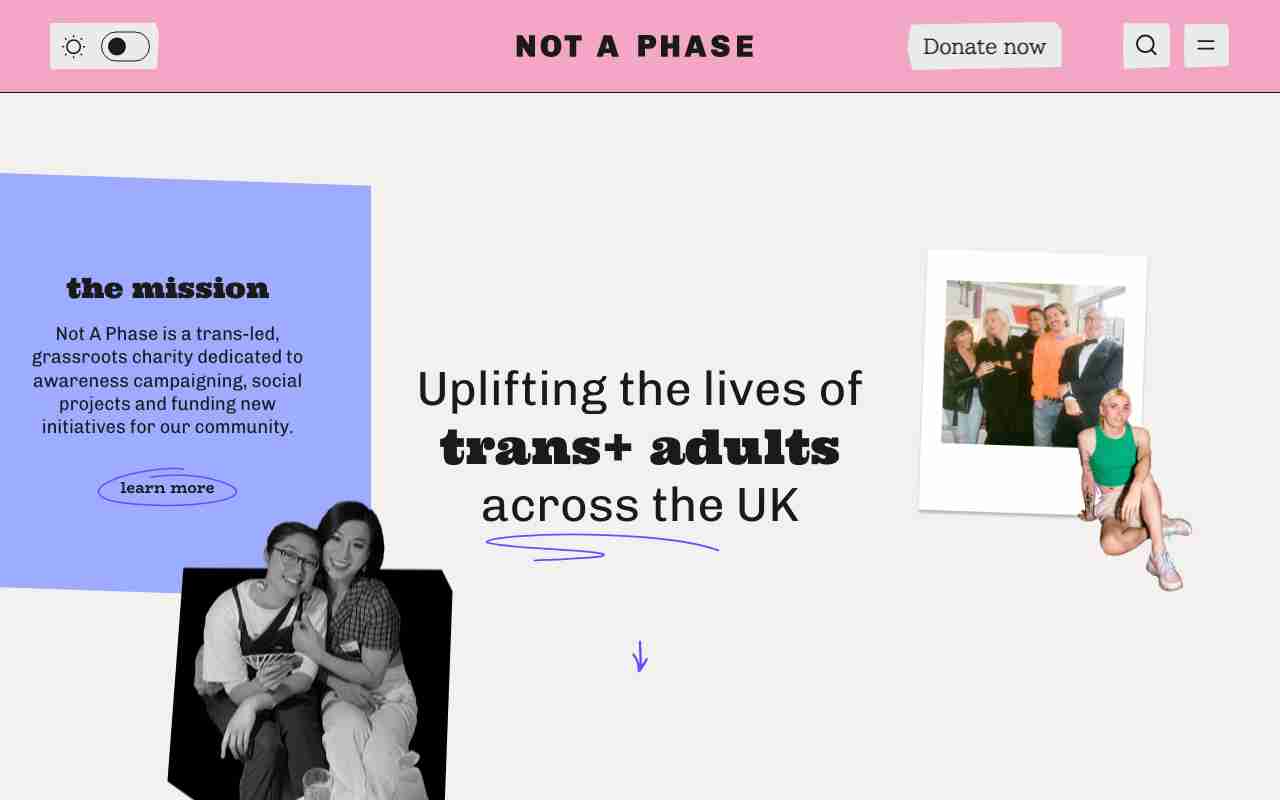 NOT A PHASE
Donate now
the mission
Not A Phase is a trans-led,
grassroots charity dedicated to
awareness campaigning, social
projects and funding new
initiatives for our community.
learn more
Uplifting the lives of
trans+ adults
across the UK